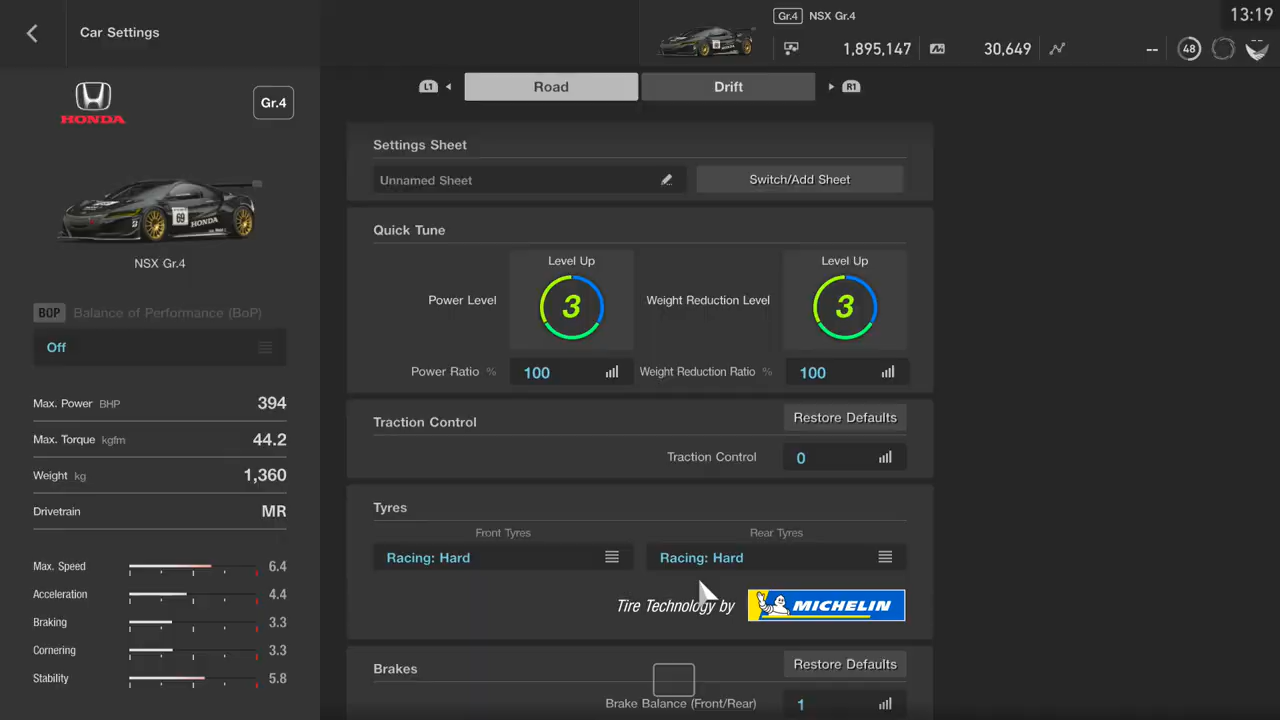 Car Settings
Gr.4 NSX Gr.4
13:19
1,895,147
30,649
--
48
HONDA
Gr.4
69 HONDA
NSX Gr.4
BOP Balance of Performance (BoP)
Off
Max. Power BHP 394
Max. Torque kgfm 44.2
Weight kg 1,360
Drivetrain MR
Max. Speed 6.4
Acceleration 4.4
Braking 3.3
Cornering 3.3
Stability 5.8
L1 Road Drift R1
Settings Sheet
Unnamed Sheet Switch/Add Sheet
Quick Tune
Level Up Level Up
Power Level 3 Weight Reduction Level 3
Power Ratio % 100 Weight Reduction Ratio % 100
Traction Control Restore Defaults
Traction Control 0
Tyres
Front Tyres Rear Tyres
Racing: Hard Racing: Hard
Tire Technology by MICHELIN
Brakes Restore Defaults
Brake Balance (Front/Rear) 1